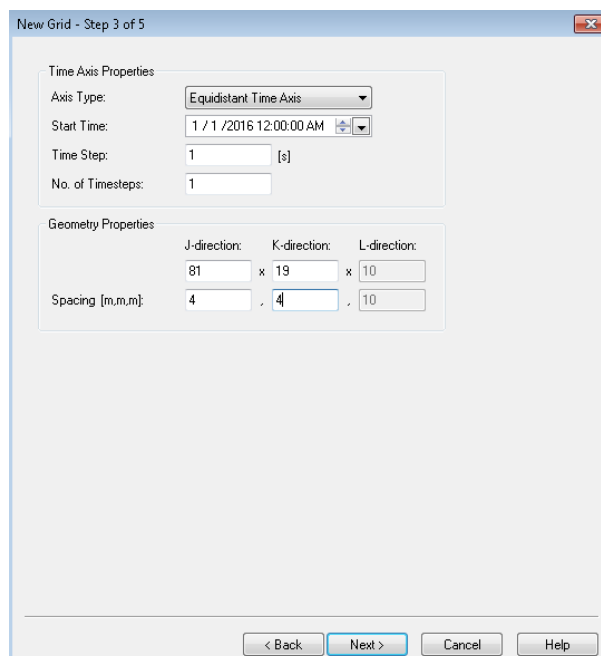 New Grid - Step 3 of 5
Time Axis Properties
Axis Type: Equidistant Time Axis
Start Time: 1 / 1 /2016 12:00:00 AM
Time Step: 1 [s]
No. of Timesteps: 1
Geometry Properties
J-direction: K-direction: L-direction:
81 x 19 x 10
Spacing [m,m,m]: 4 , 4 , 10
< Back Next > Cancel Help